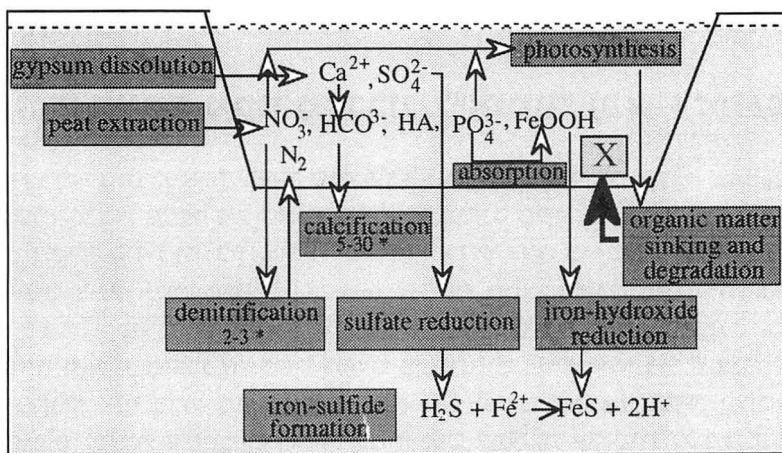 gypsum dissolution
photosynthesis
Ca²⁺, SO₄²⁻
peat extraction
NO₃⁻, HCO³⁻, HA, PO₄³⁻, FeOOH
N₂
absorption
X
calcification
5-30 *
organic matter
sinking and
degradation
denitrification
2-3 *
sulfate reduction
iron-hydroxide
reduction
iron-sulfide
formation
H₂S + Fe²⁺ → FeS + 2H⁺